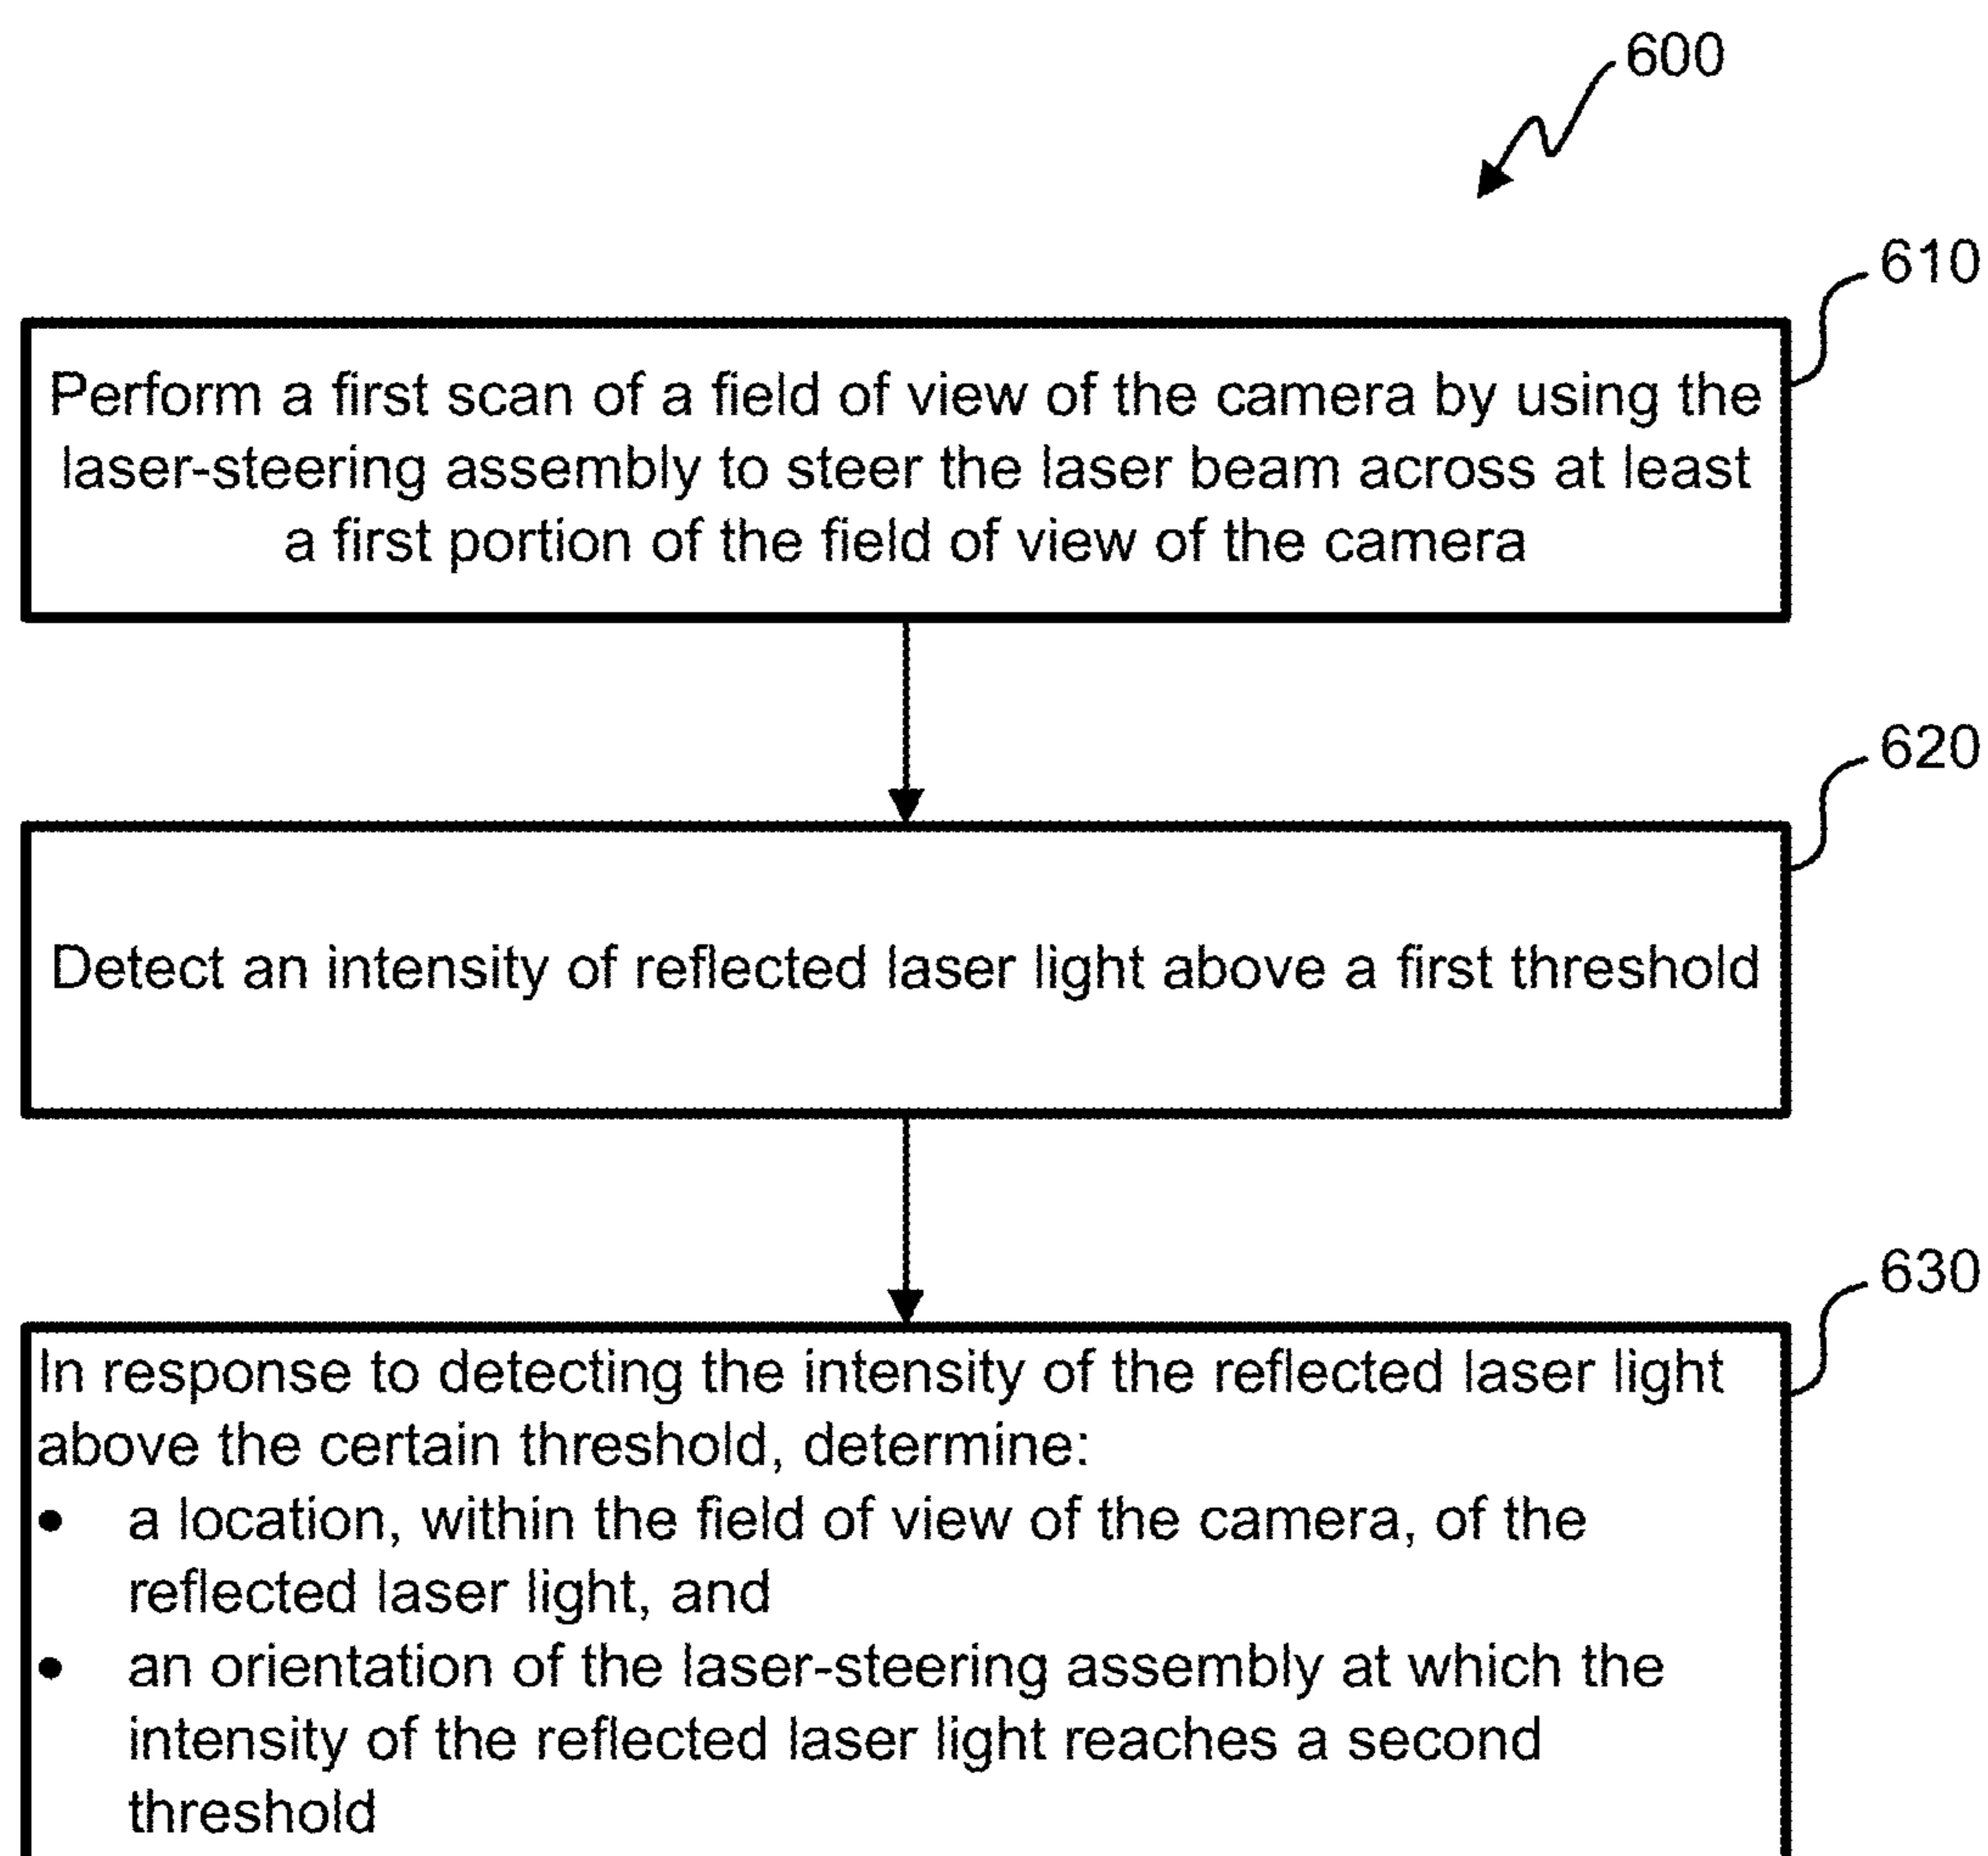 600
610
Perform a first scan of a field of view of the camera by using the
laser-steering assembly to steer the laser beam across at least
a first portion of the field of view of the camera
620
Detect an intensity of reflected laser light above a first threshold
630
In response to detecting the intensity of the reflected laser light
above the certain threshold, determine:
• a location, within the field of view of the camera, of the
reflected laser light, and
• an orientation of the laser-steering assembly at which the
intensity of the reflected laser light reaches a second
threshold